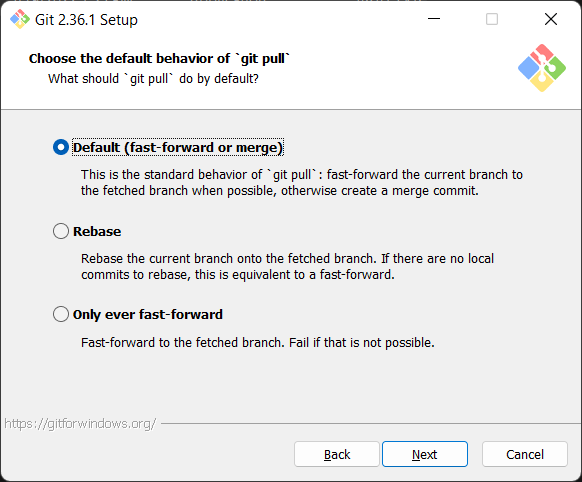 Git 2.36.1 Setup
Choose the default behavior of `git pull`
What should `git pull` do by default?
Default (fast-forward or merge)
This is the standard behavior of `git pull`: fast-forward the current branch to
the fetched branch when possible, otherwise create a merge commit.
Rebase
Rebase the current branch onto the fetched branch. If there are no local
commits to rebase, this is equivalent to a fast-forward.
Only ever fast-forward
Fast-forward to the fetched branch. Fail if that is not possible.
https://gitforwindows.org/
Back
Next
Cancel